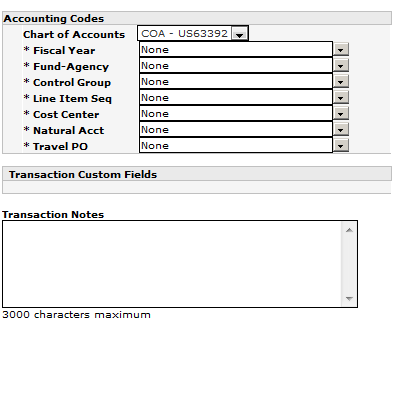 Accounting Codes
Chart of Accounts COA - US63392
* Fiscal Year None
* Fund-Agency None
* Control Group None
* Line Item Seq None
* Cost Center None
* Natural Acct None
* Travel PO None
Transaction Custom Fields
Transaction Notes
3000 characters maximum